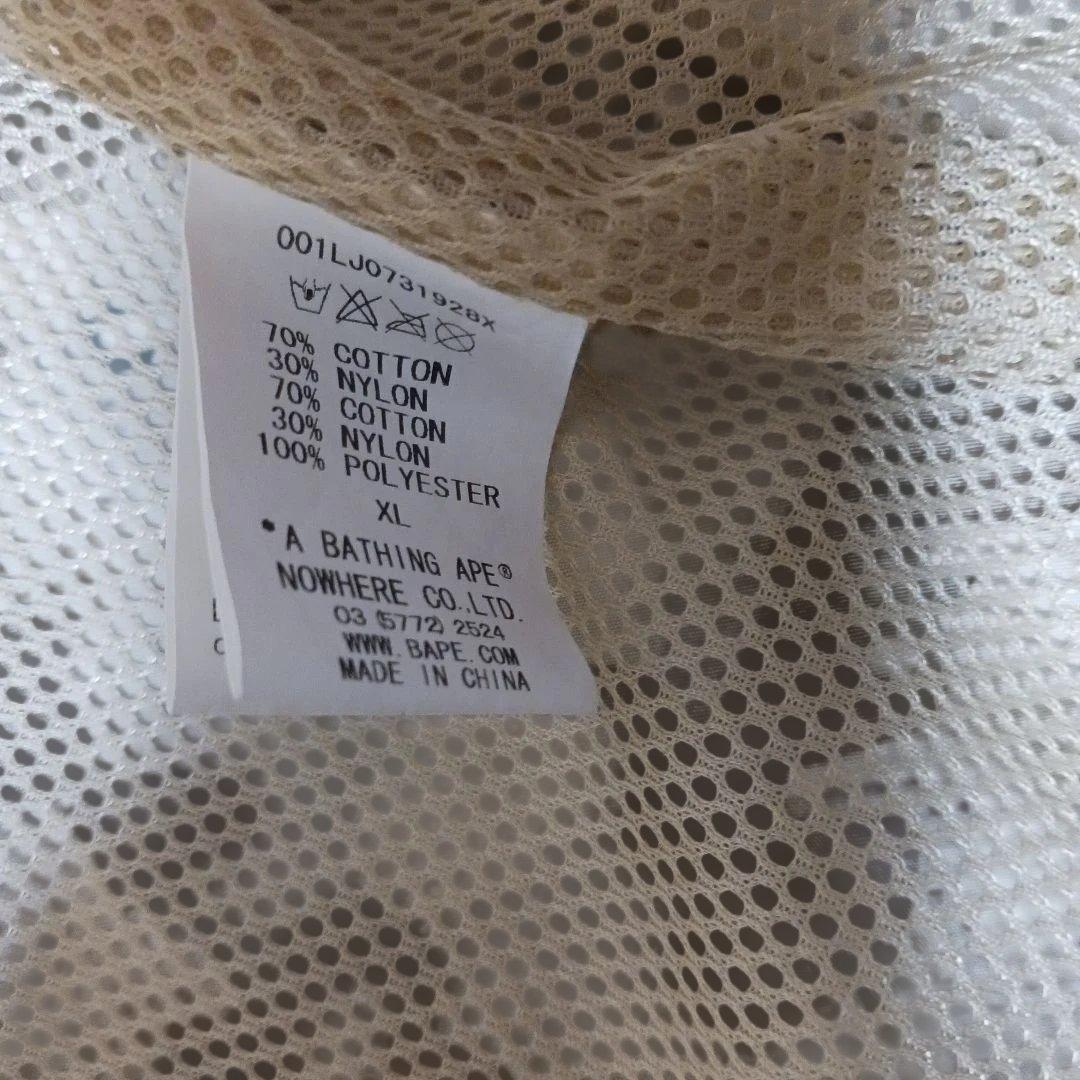 001LJ0731928X
70% COTTON
30% NYLON
70% COTTON
30% NYLON
100% POLYESTER
XL
•A BATHING APE®
NOWHERE CO.,LTD.
03 (5772) 2524
WWW.BAPE.COM
MADE IN CHINA